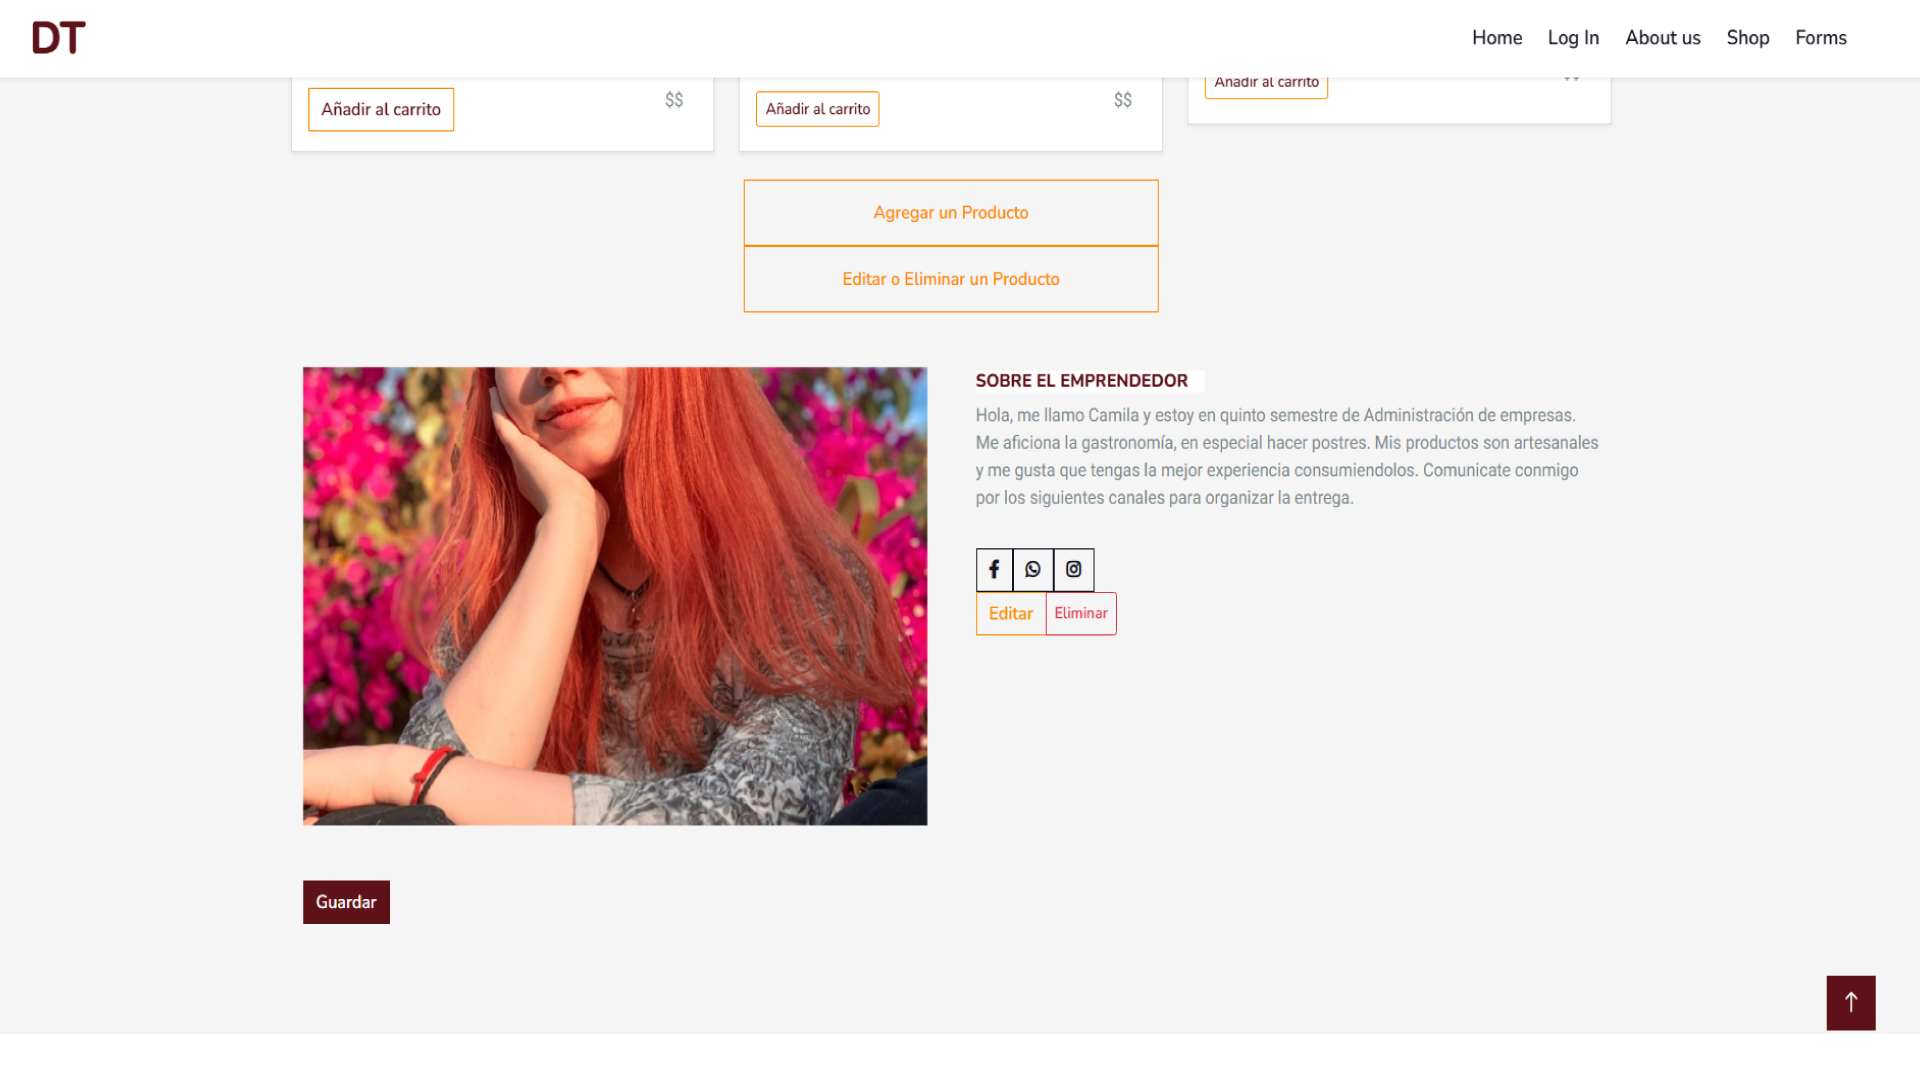 DT
Home Log In About us Shop Forms
Añadir al carrito $$
Añadir al carrito $$
Añadir al carrito
Agregar un Producto
Editar o Eliminar un Producto
SOBRE EL EMPRENDEDOR
Hola, me llamo Camila y estoy en quinto semestre de Administración de empresas.
Me aficiona la gastronomía, en especial hacer postres. Mis productos son artesanales
y me gusta que tengas la mejor experiencia consumiendolos. Comunicate conmigo
por los siguientes canales para organizar la entrega.
Editar Eliminar
Guardar